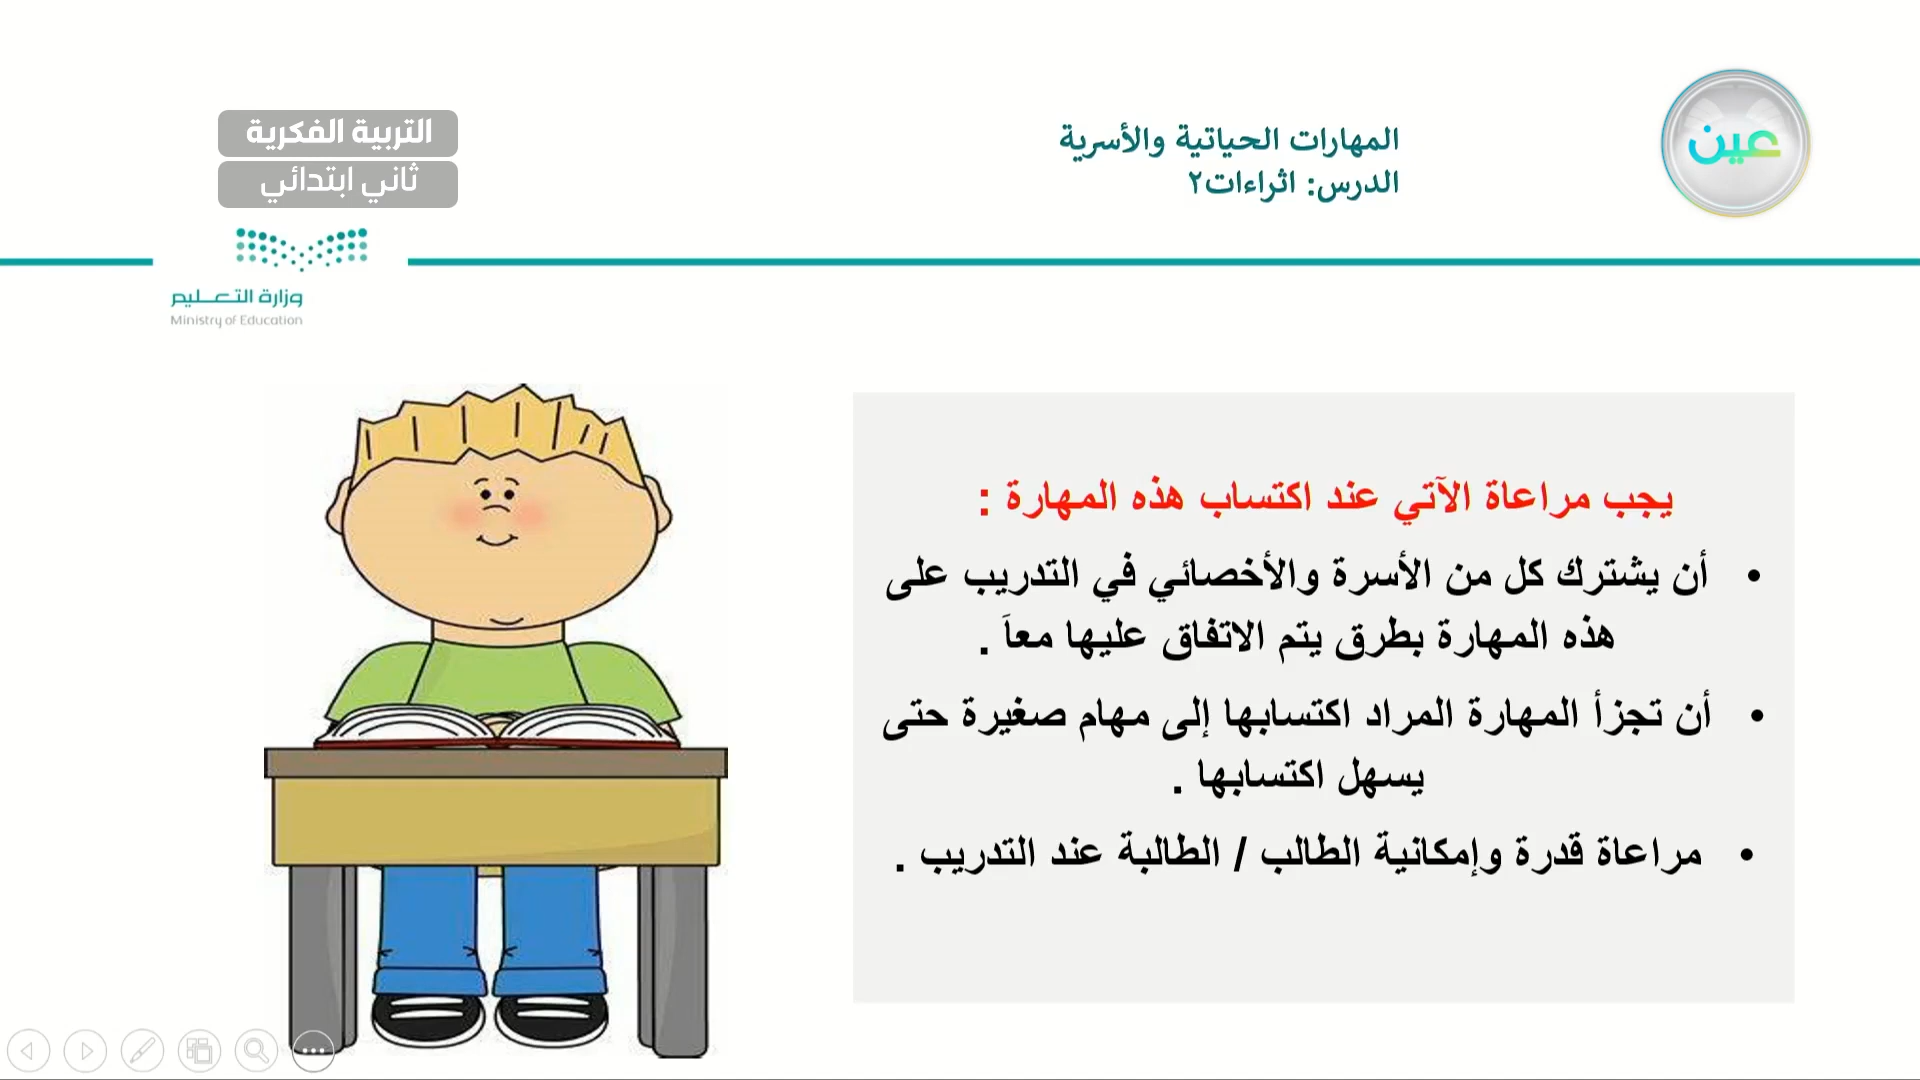 عين
المهارات الحياتية والأسرية
الدرس: اثراءات٢
التربية الفكرية
ثاني ابتدائي
وزارة التعليم
Ministry of Education
يجب مراعاة الآتي عند اكتساب هذه المهارة :
• أن يشترك كل من الأسرة والأخصائي في التدريب على
هذه المهارة بطرق يتم الاتفاق عليها معاَ .
• أن تجزأ المهارة المراد اكتسابها إلى مهام صغيرة حتى
يسهل اكتسابها .
• مراعاة قدرة وإمكانية الطالب / الطالبة عند التدريب .